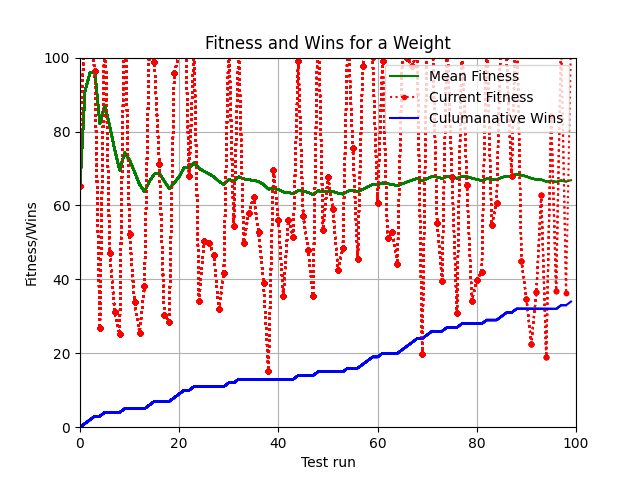 Fitness and Wins for a Weight
Mean Fitness
Current Fitness
Culumanative Wins
Fitness/Wins
100
80
60
40
20
0
0 20 40 60 80 100
Test run